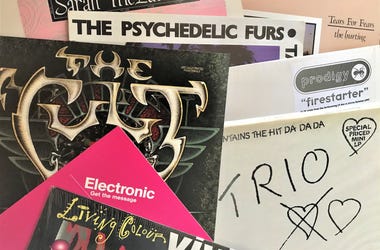 Sarah McLa
THE PSYCHEDELIC FURS •
Tears For Fears
the hurting
THE
CULT
prodigy
"firestarter"
CONTAINS THE HIT DA DA DA
SPECIAL
PRICED
MINI
LP
TRIO
Electronic
Get the message
Living Colour